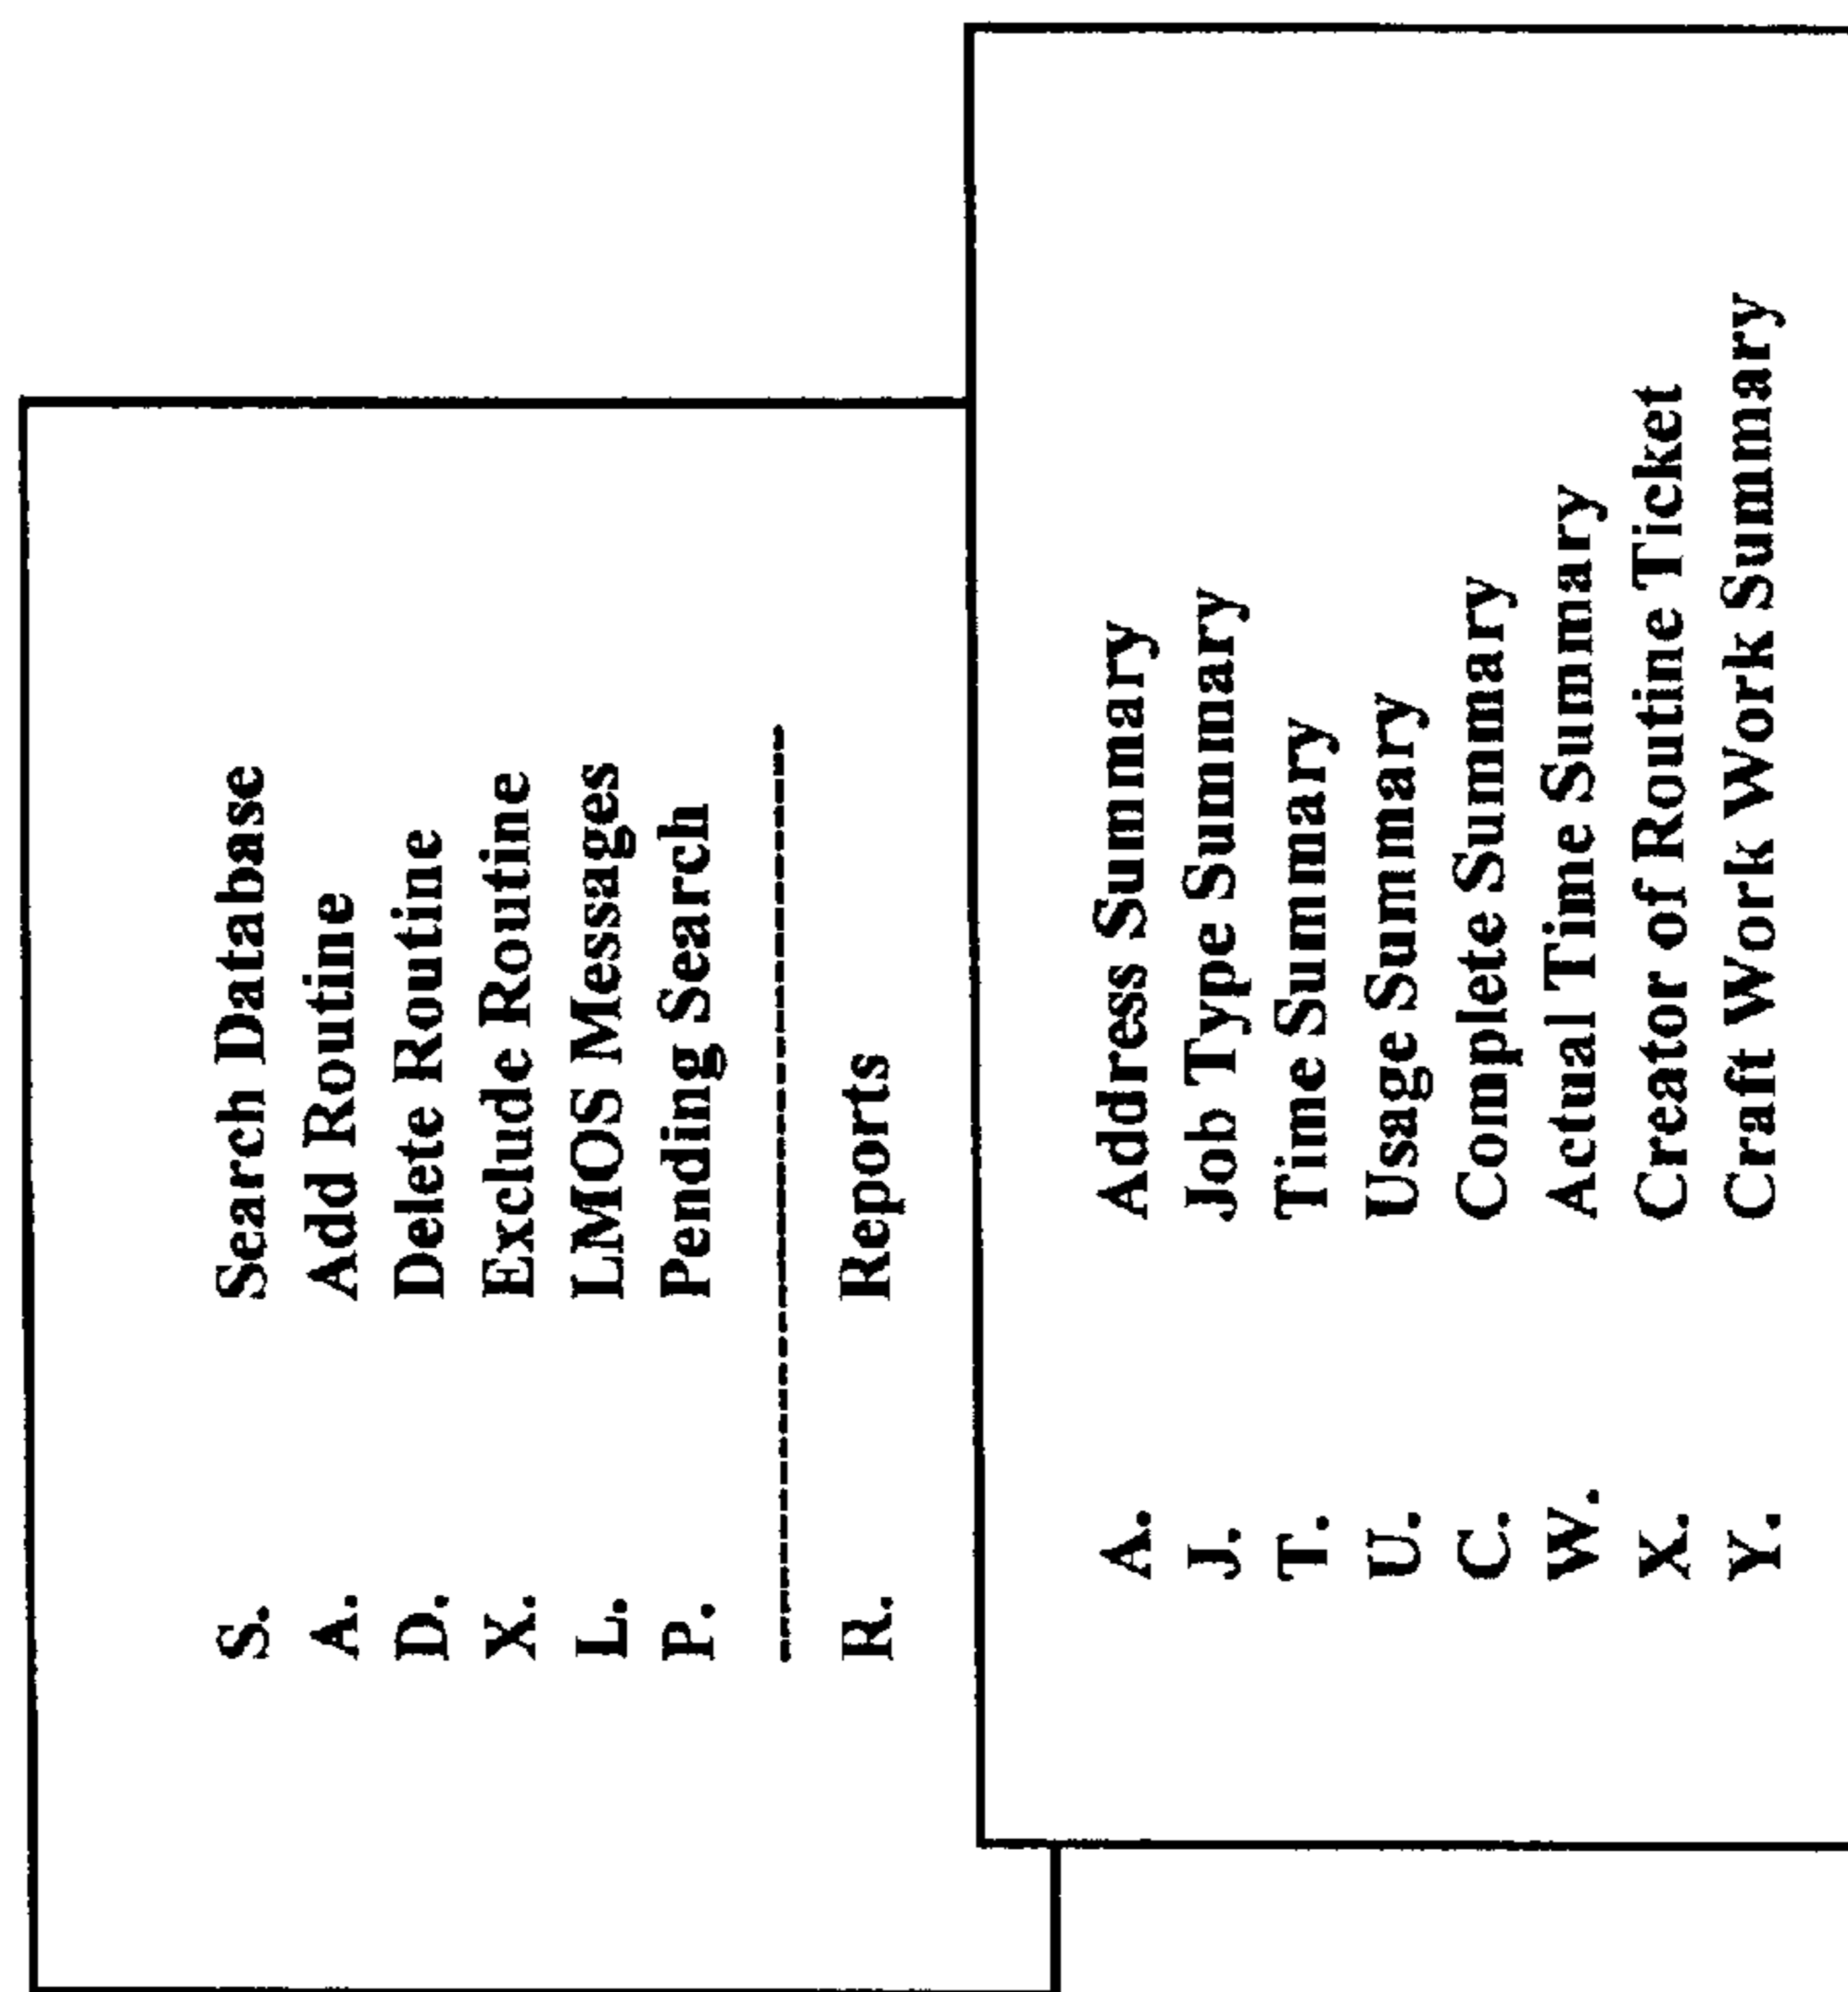 S. Search Database
A. Add Routine
D. Delete Routine
X. Exclude Routine
L. LMOS Messages
P. Pending Search
R. Reports
A. Address Summary
J. Job Type Summary
T. Time Summary
U. Usage Summary
C. Complete Summary
W. Actual Time Summary
X. Creator of Routine Ticket
Y. Craft Work Work Summary